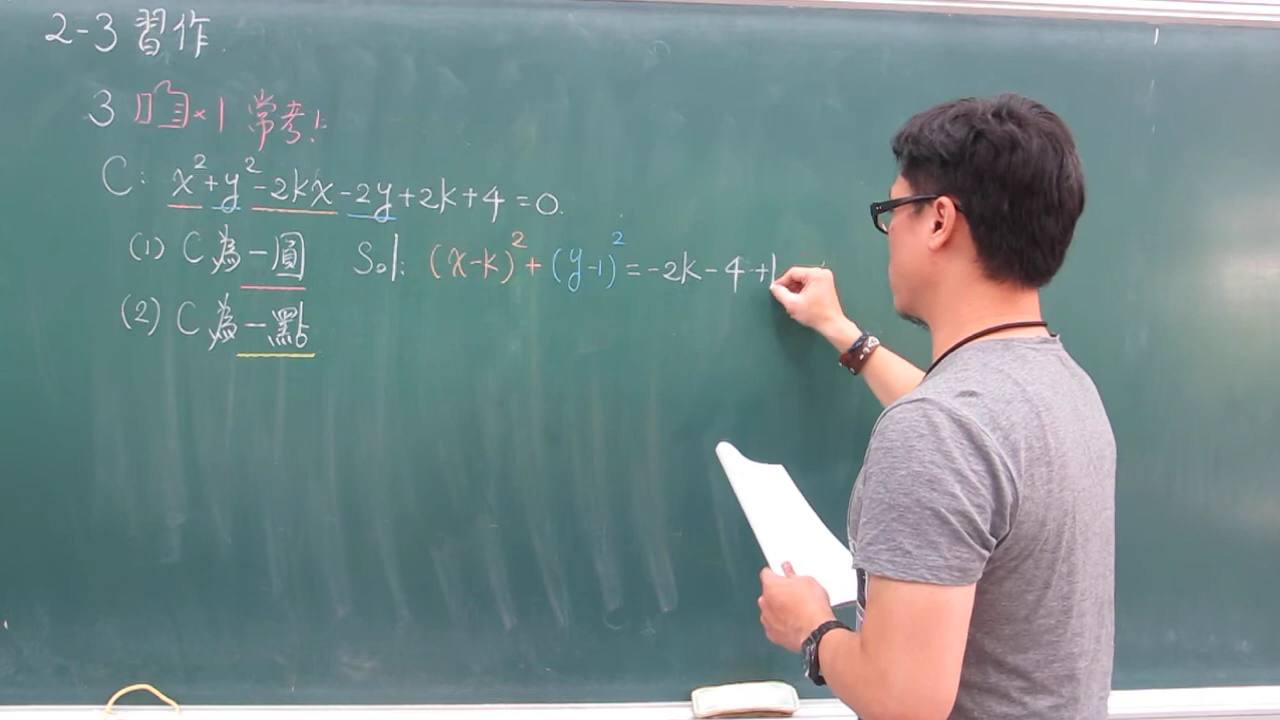 2-3 習作
3 ×1 常考!
C: x²+y²-2kx-2y+2k+4=0.
(1) C為一圓 Sol: (x-k)²+(y-1)²=-2k-4+1
(2) C為一點